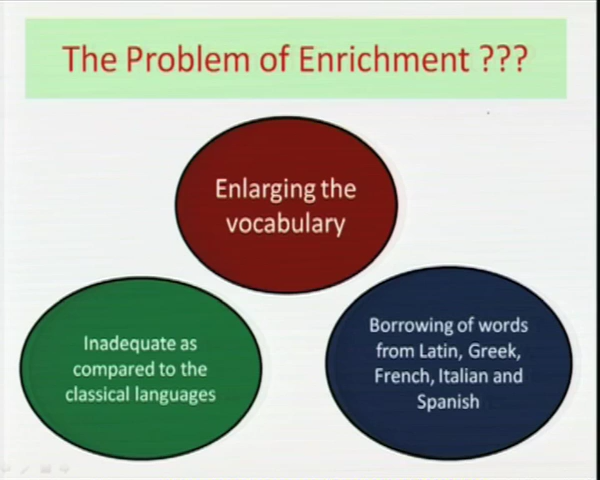 The Problem of Enrichment ???
Enlarging the
vocabulary
Inadequate as
compared to the
classical languages
Borrowing of words
from Latin, Greek,
French, Italian and
Spanish